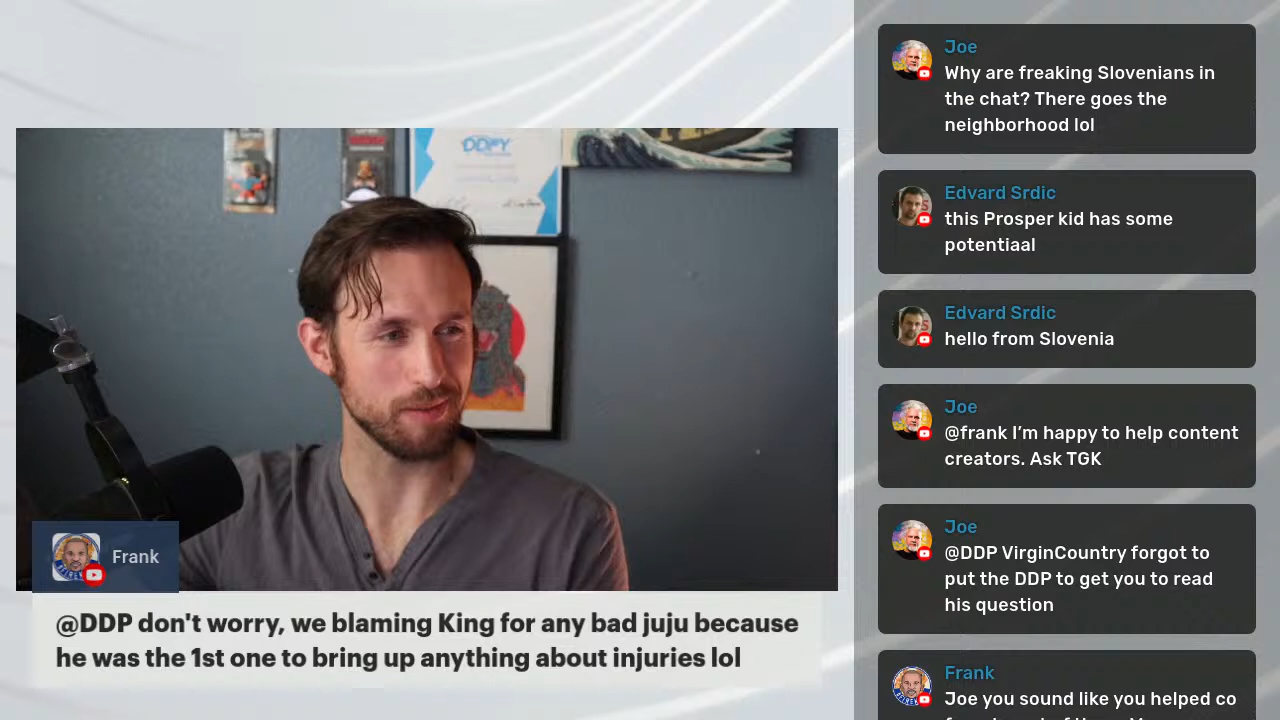 Joe
Why are freaking Slovenians in
the chat? There goes the
neighborhood lol
Edvard Srdic
this Prosper kid has some
potentiaal
Edvard Srdic
hello from Slovenia
Joe
@frank I’m happy to help content
creators. Ask TGK
Joe
@DDP VirginCountry forgot to
put the DDP to get you to read
his question
Frank
Joe you sound like you helped co
DDPY
Frank
@DDP don't worry, we blaming King for any bad juju because
he was the 1st one to bring up anything about injuries lol